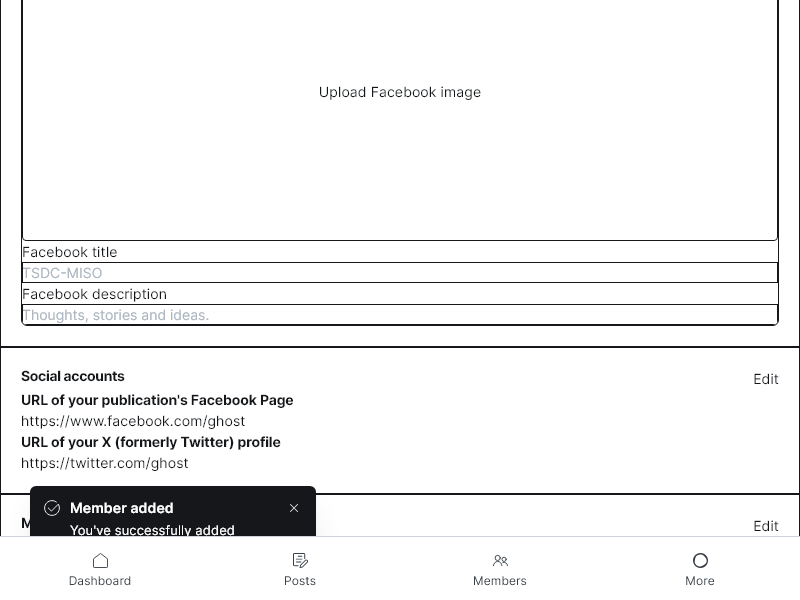 Upload Facebook image
Facebook title
TSDC-MISO
Facebook description
Thoughts, stories and ideas.
Social accounts
Edit
URL of your publication's Facebook Page
https://www.facebook.com/ghost
URL of your X (formerly Twitter) profile
https://twitter.com/ghost
Member added
You've successfully added
Edit
Dashboard
Posts
Members
More